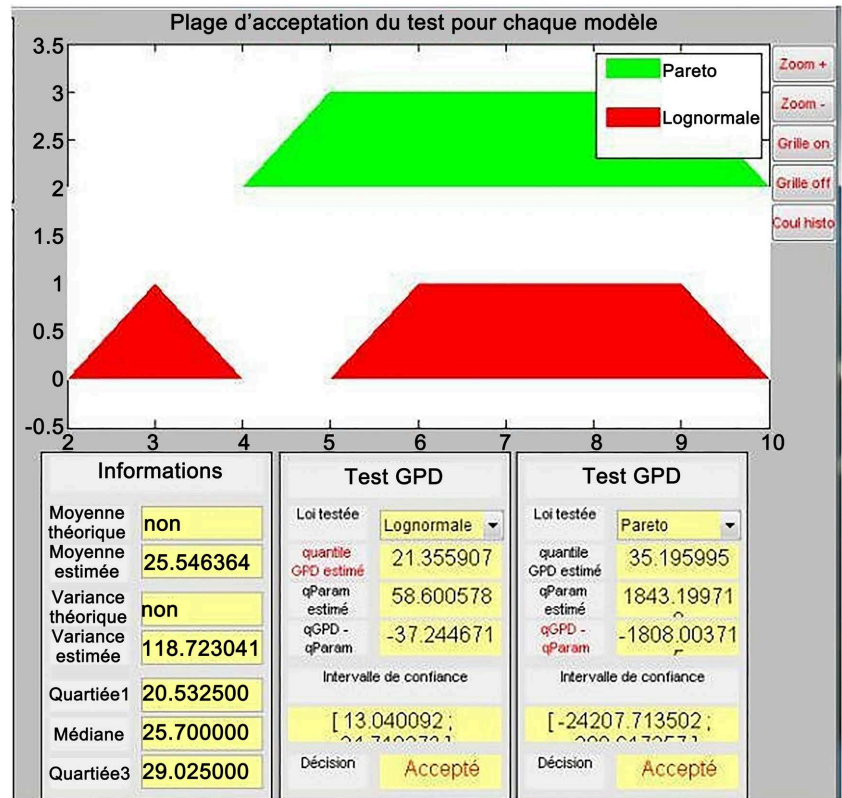 Plage d'acceptation du test pour chaque modèle
3.5
3
2.5
2
1.5
1
0.5
0
-0.5
2 3 4 5 6 7 8 9 10
Pareto
Lognormale
Zoom +
Zoom -
Grille on
Grille off
Coul histo
Informations
Moyenne théorique
non
Moyenne estimée
25.546364
Variance théorique
non
Variance estimée
118.723041
Quartiée1
20.532500
Médiane
25.700000
Quartiée3
29.025000
Test GPD
Loi testée
Lognormale
quantile GPD estimé
21.355907
qParam estimé
58.600578
qGPD - qParam
-37.244671
Intervalle de confiance
[ 13.040092 ;
Décision
Accepté
Test GPD
Loi testée
Pareto
quantile GPD estimé
35.195995
qParam estimé
1843.19971
qGPD - qParam
-1808.00371
Intervalle de confiance
[ -24207.713502 ;
Décision
Accepté